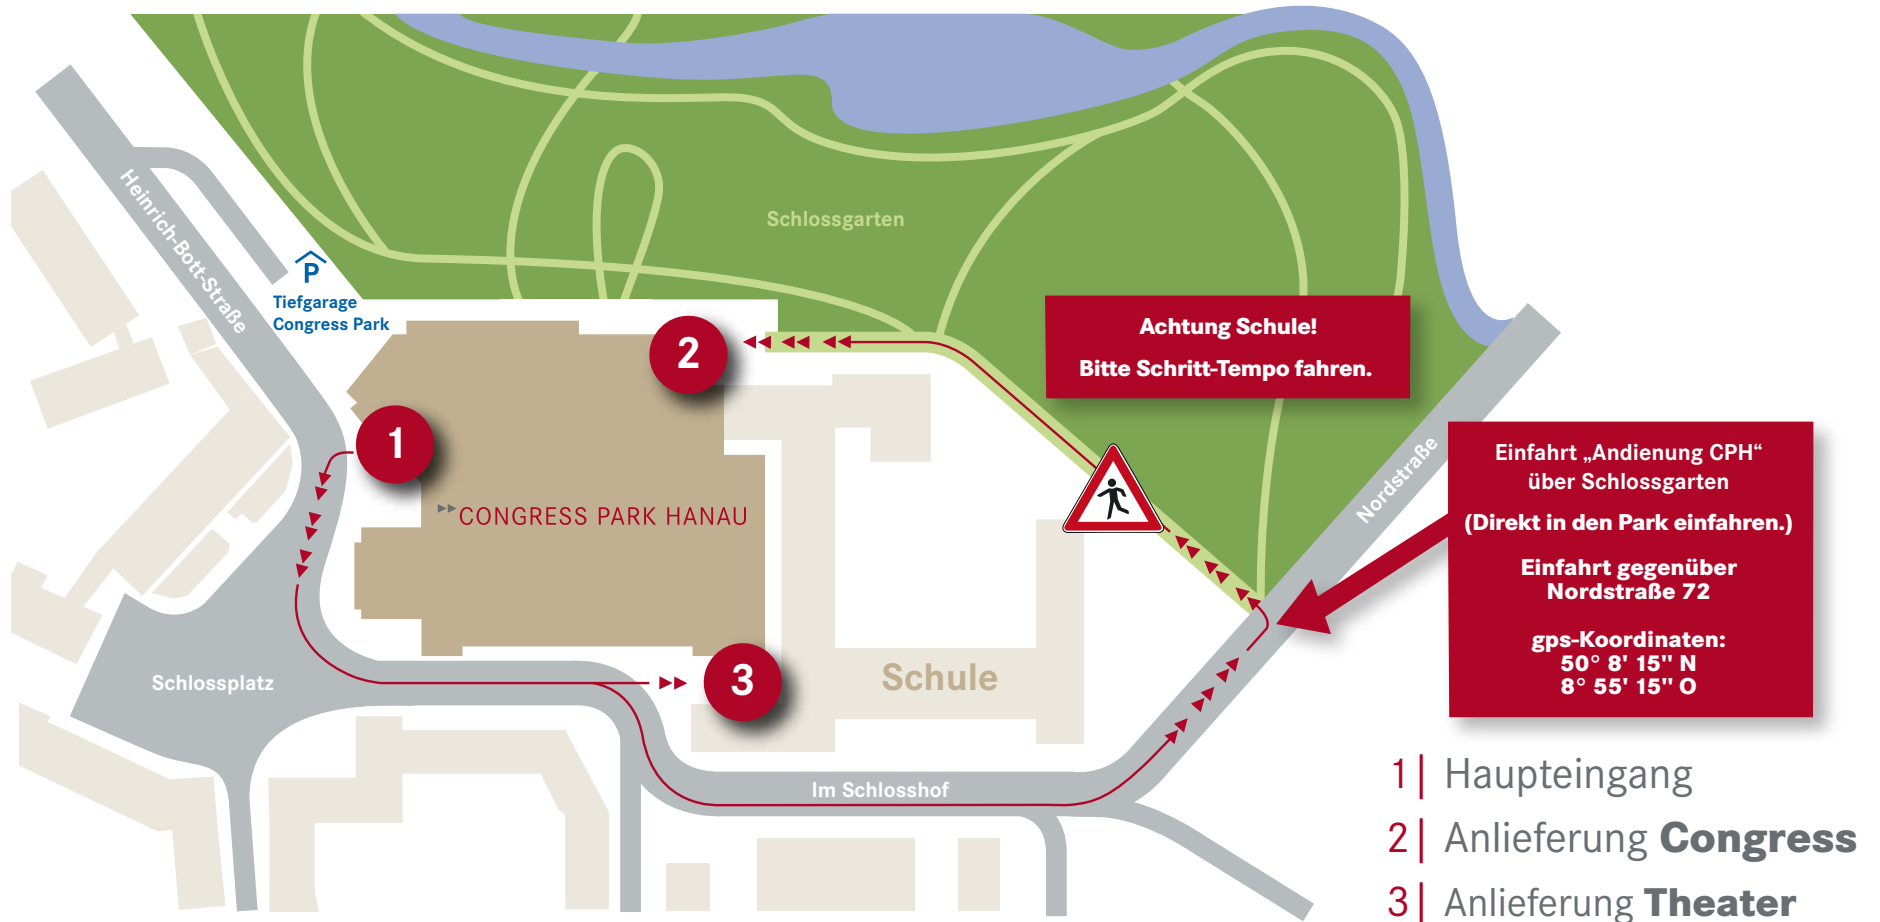 Heinrich-Bott-Straße
P
Tiefgarage
Congress Park
Schlossgarten
2
Achtung Schule!
Bitte Schritt-Tempo fahren.
1
CONGRESS PARK HANAU
Nordstraße
Einfahrt „Andienung CPH“
über Schlossgarten
(Direkt in den Park einfahren.)
Einfahrt gegenüber
Nordstraße 72
gps-Koordinaten:
50° 8' 15" N
8° 55' 15" O
Schlossplatz
3
Schule
Im Schlosshof
1| Haupteingang
2| Anlieferung Congress
3| Anlieferung Theater